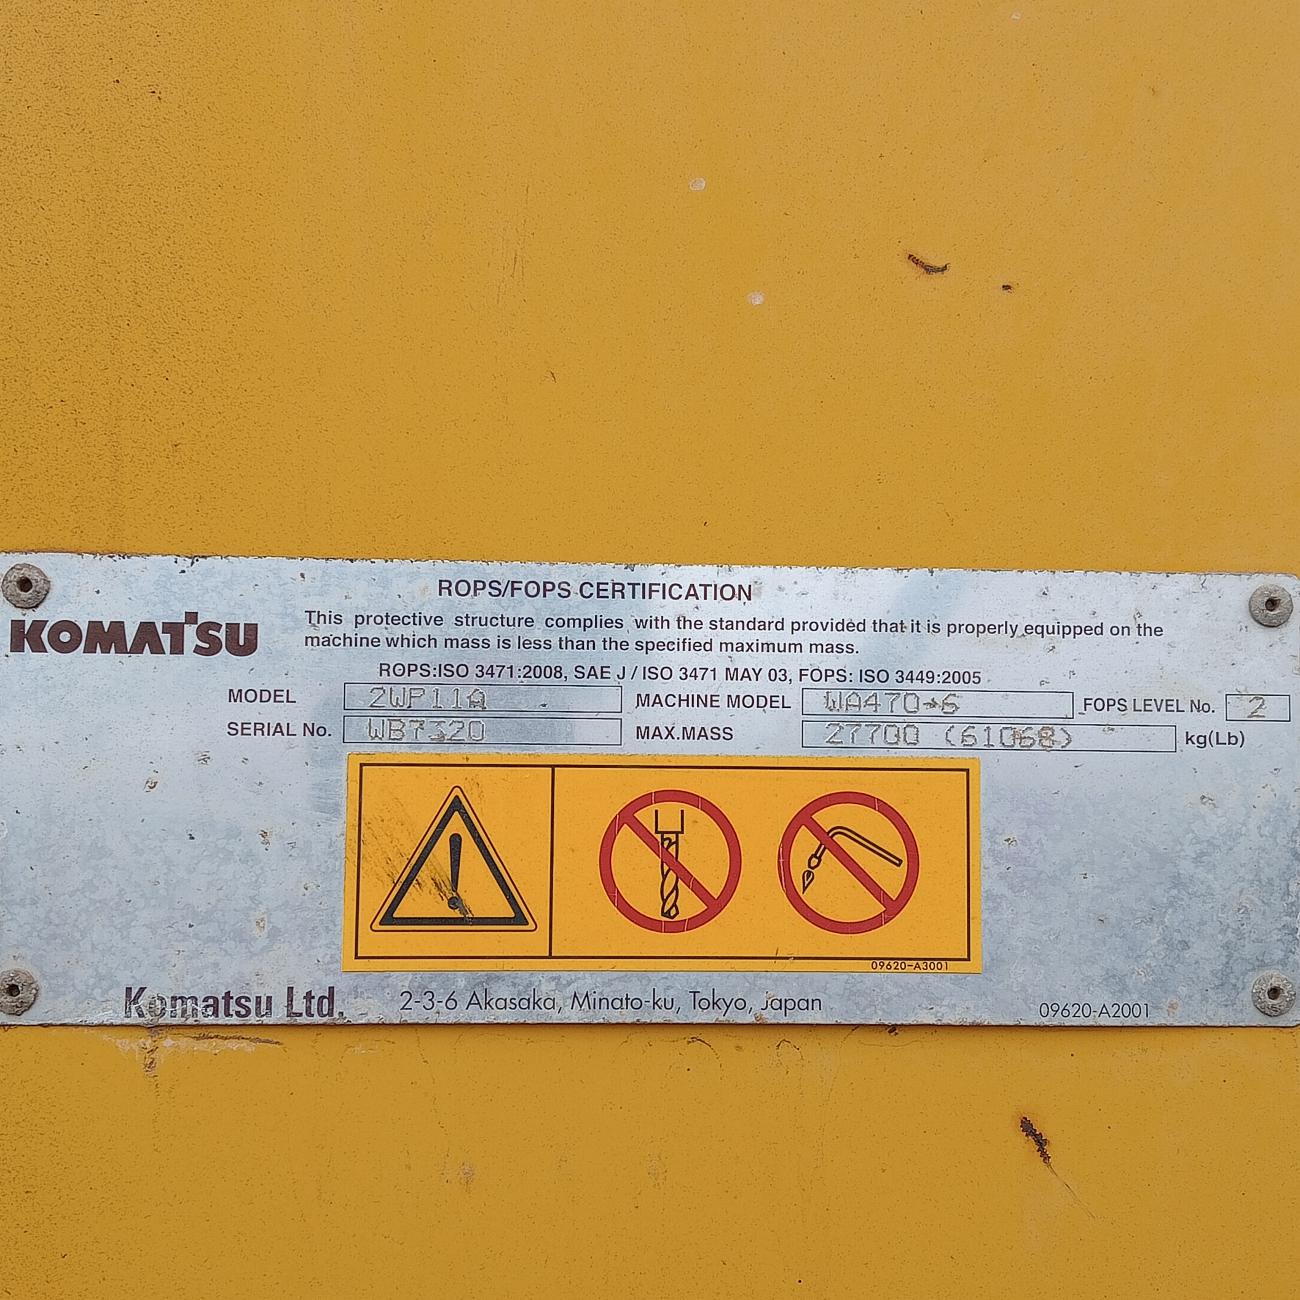 ROPS/FOPS CERTIFICATION
KOMATSU
This protective structure complies with the standard provided that it is properly equipped on the
machine which mass is less than the specified maximum mass.
ROPS:ISO 3471:2008, SAE J / ISO 3471 MAY 03, FOPS: ISO 3449:2005
MODEL 2WP11A MACHINE MODEL WA470-6 FOPS LEVEL No. 2
SERIAL No. WB7320 MAX.MASS 27700 (61068) kg(Lb)
09620-A3001
Komatsu Ltd. 2-3-6 Akasaka, Minato-ku, Tokyo, Japan 09620-A2001